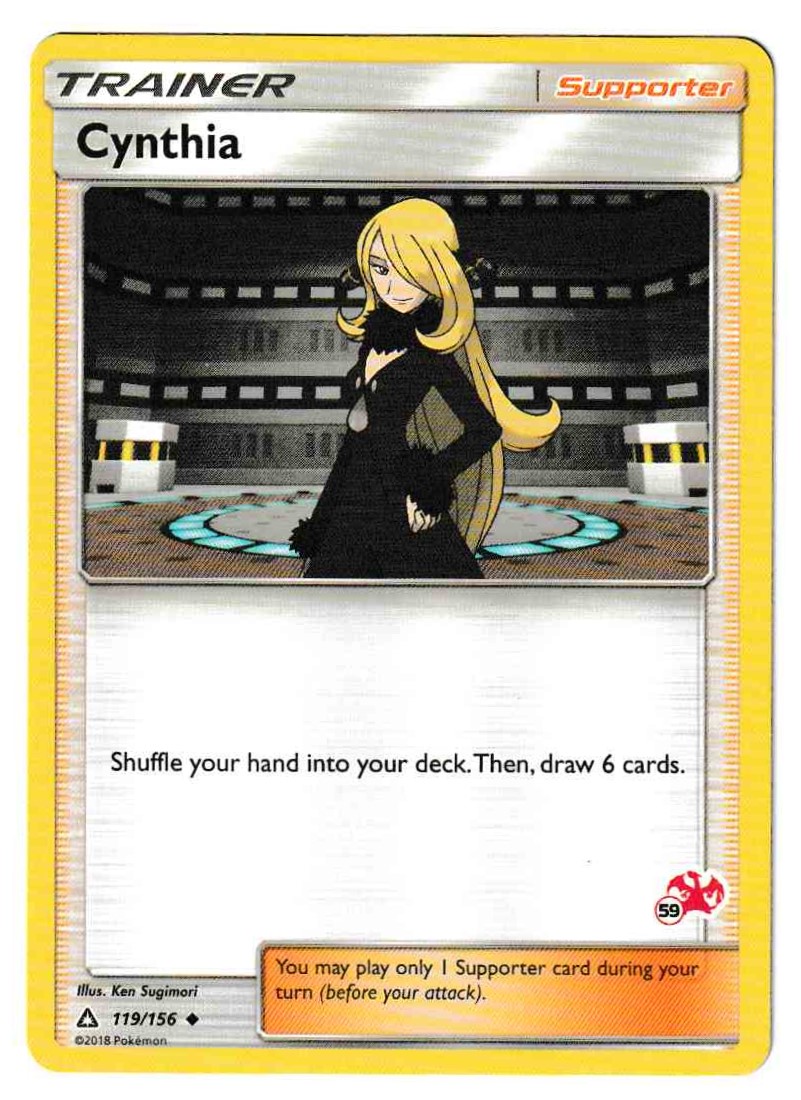 TRAINER
Supporter
Cynthia
Shuffle your hand into your deck. Then, draw 6 cards.
59
You may play only 1 Supporter card during your
turn (before your attack).
Illus. Ken Sugimori
119/156 ◆
©2018 Pokémon